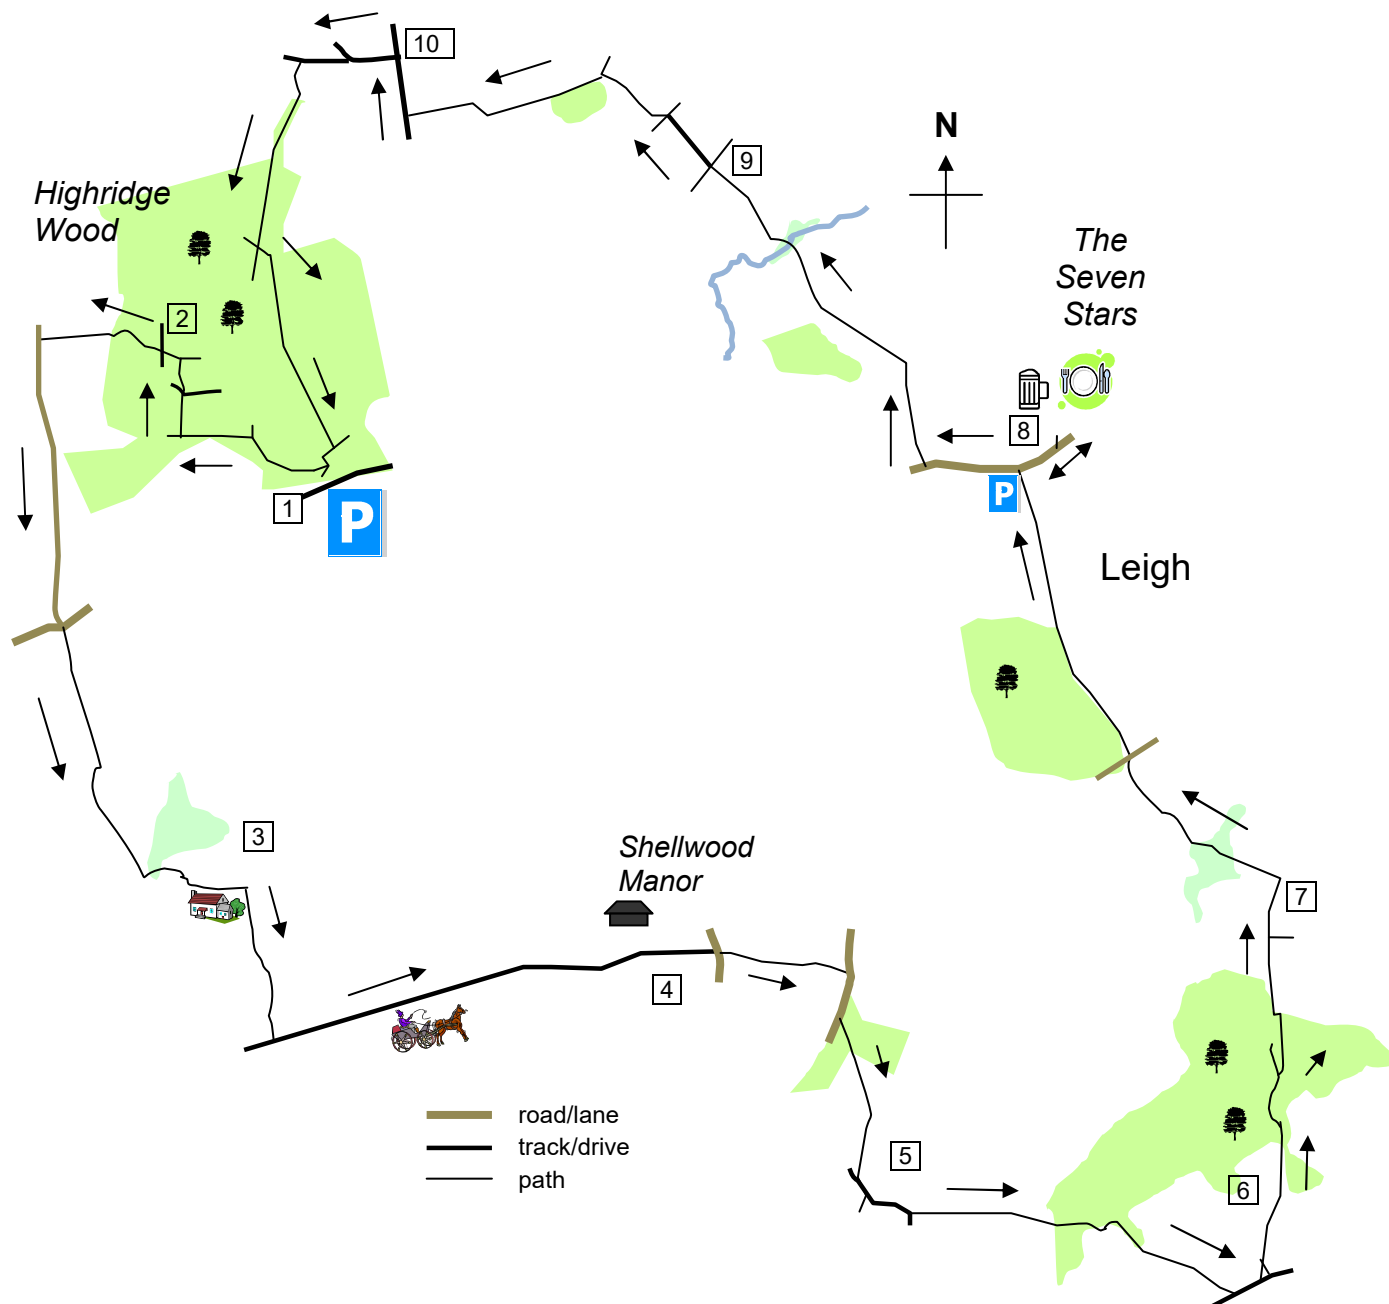 10
N
9
Highridge
Wood
The
Seven
Stars
2
8
P
1
P
Leigh
3
Shellwood
Manor
7
4
road/lane
track/drive
path
5
6